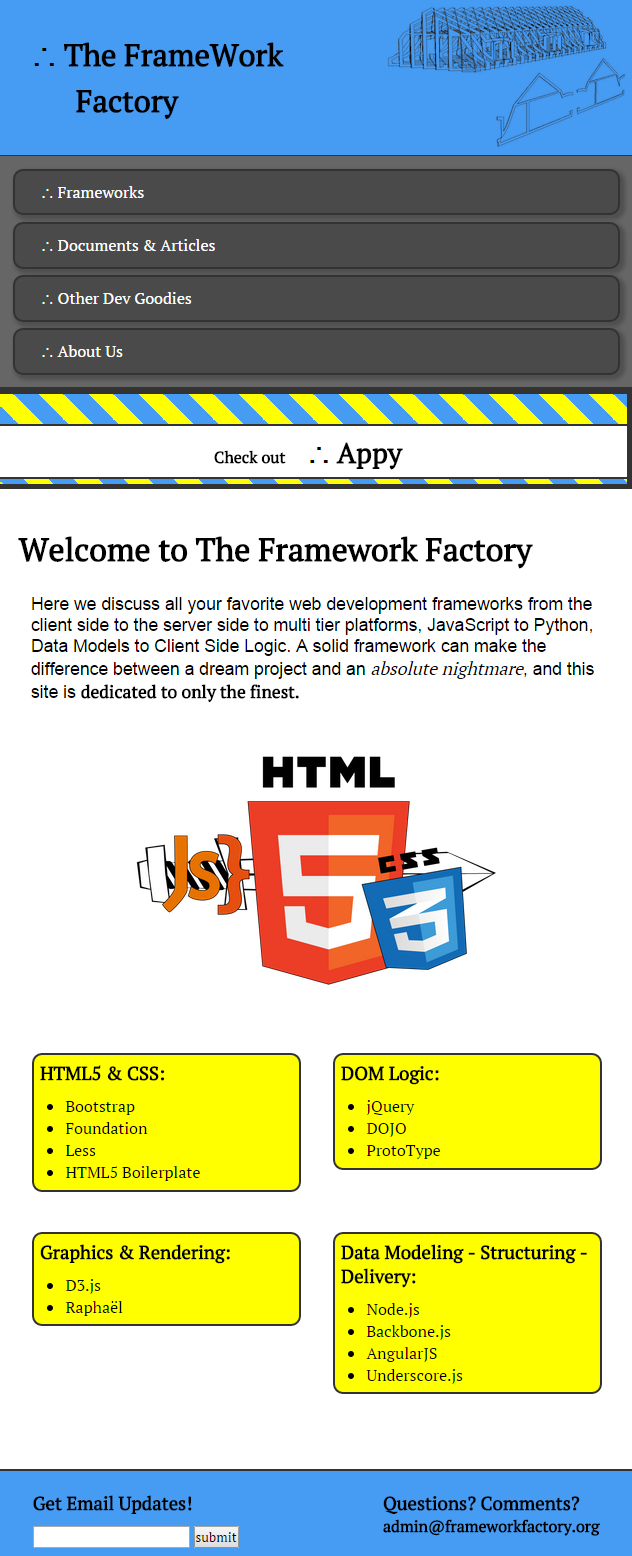 ∴ The FrameWork
Factory
∴ Frameworks
∴ Documents & Articles
∴ Other Dev Goodies
∴ About Us
Check out ∴ Appy
Welcome to The Framework Factory
Here we discuss all your favorite web development frameworks from the
client side to the server side to multi tier platforms, JavaScript to Python,
Data Models to Client Side Logic. A solid framework can make the
difference between a dream project and an absolute nightmare, and this
site is dedicated to only the finest.
HTML
JS}
5
CSS
3
HTML5 & CSS:
• Bootstrap
• Foundation
• Less
• HTML5 Boilerplate
DOM Logic:
• jQuery
• DOJO
• ProtoType
Graphics & Rendering:
• D3.js
• Raphaël
Data Modeling - Structuring -
Delivery:
• Node.js
• Backbone.js
• AngularJS
• Underscore.js
Get Email Updates!
submit
Questions? Comments?
admin@frameworkfactory.org